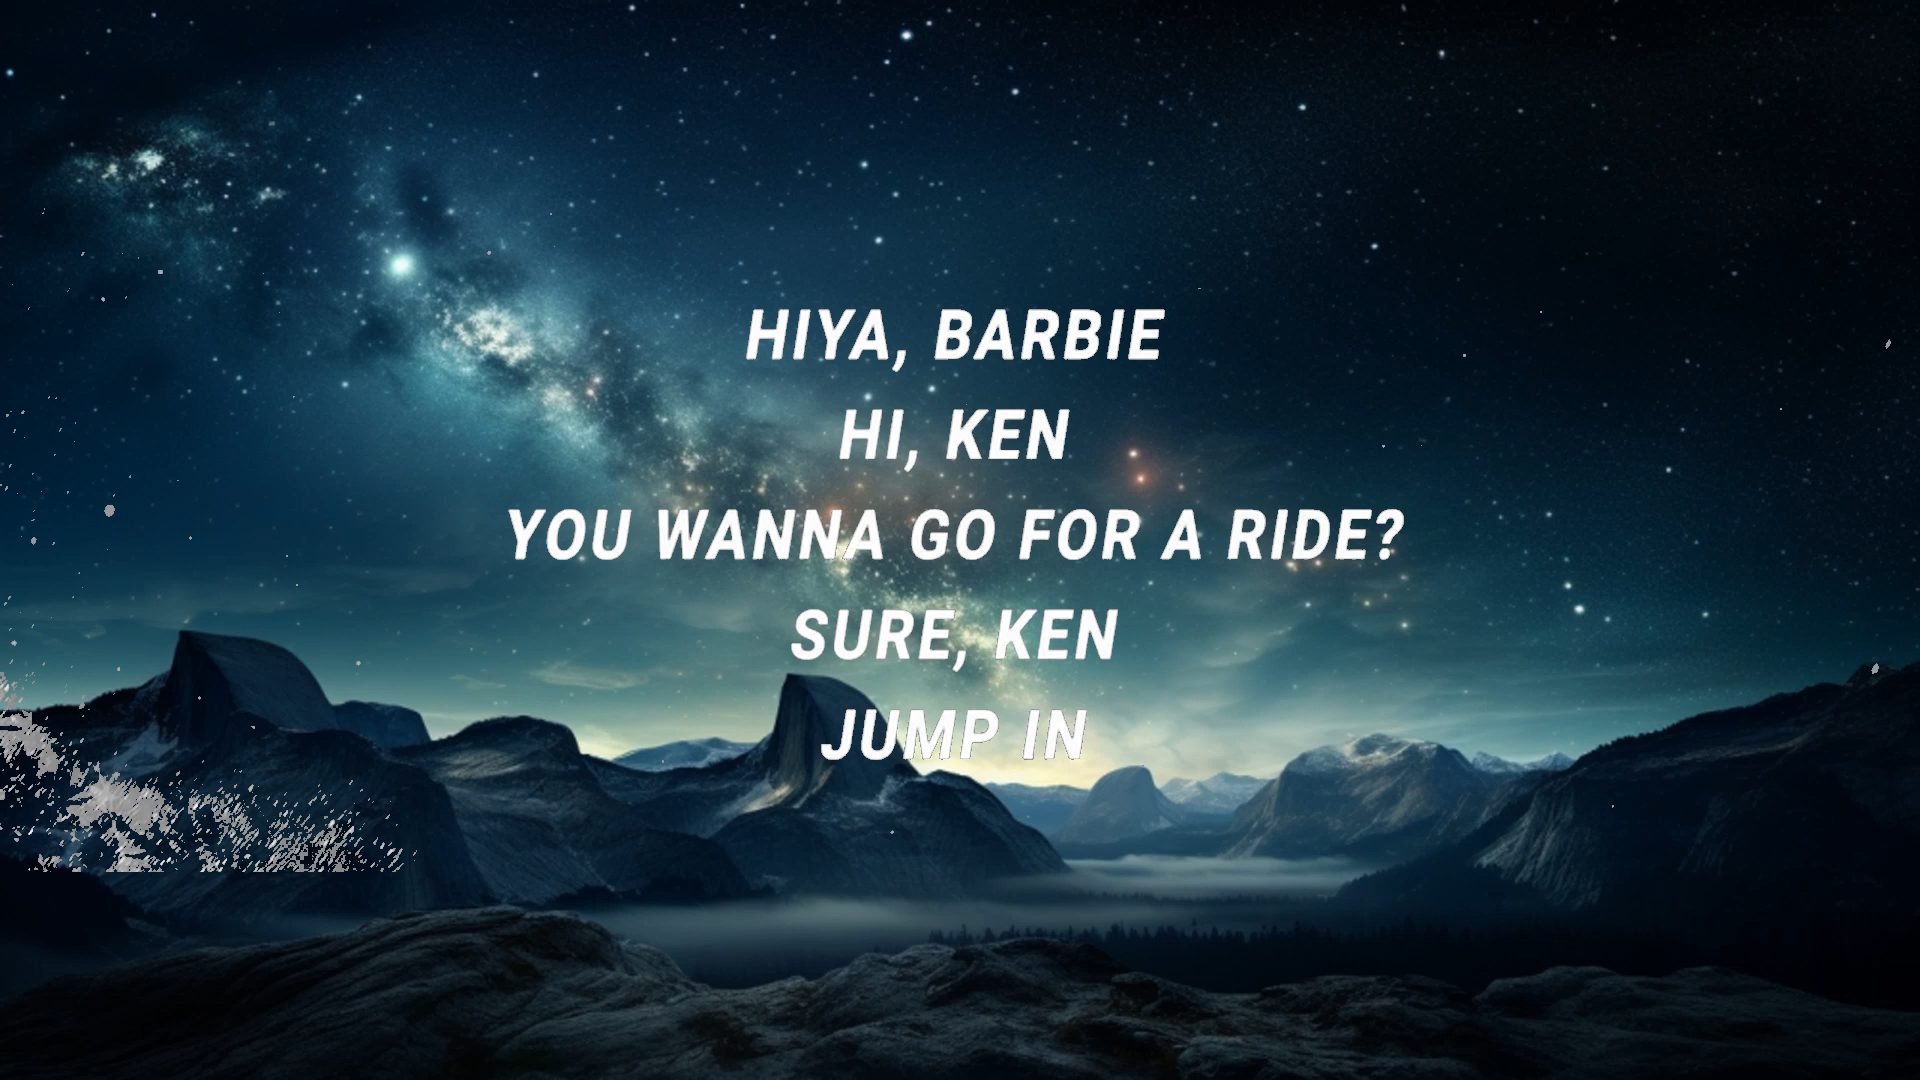 HIYA, BARBIE
HI, KEN
YOU WANNA GO FOR A RIDE?
SURE, KEN
JUMP IN